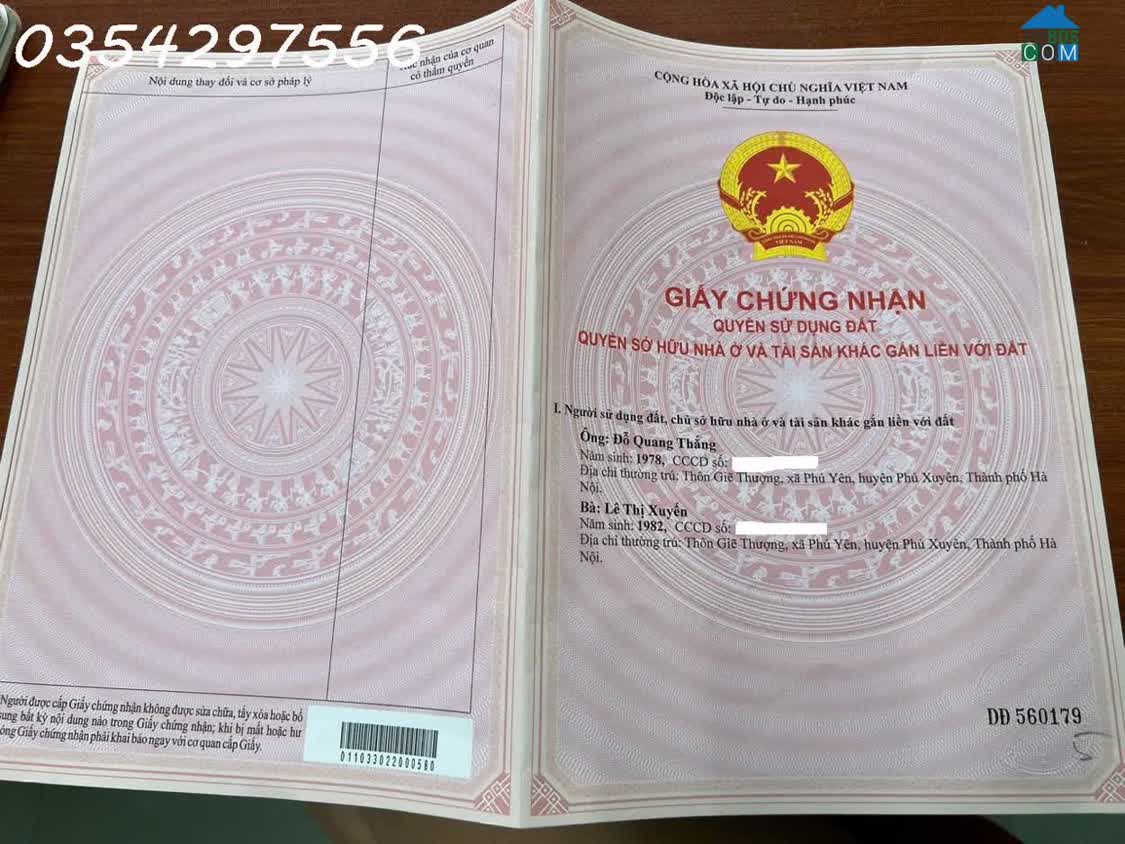 0354297556
BDS
COM
Nội dung thay đổi và cơ sở pháp lý
nhận của cơ quan
có thẩm quyền
Người được cấp Giấy chứng nhận không được sửa chữa, tẩy xóa hoặc bổ
sung bất kỳ nội dung nào trong Giấy chứng nhận; khi bị mất hoặc hư
hỏng Giấy chứng nhận phải khai báo ngay với cơ quan cấp Giấy.
011033022000580
CỘNG HÒA XÃ HỘI CHỦ NGHĨA VIỆT NAM
Độc lập - Tự do - Hạnh phúc
VIỆT NAM
GIẤY CHỨNG NHẬN
QUYỀN SỬ DỤNG ĐẤT
QUYỀN SỞ HỮU NHÀ Ở VÀ TÀI SẢN KHÁC GẮN LIỀN VỚI ĐẤT
I. Người sử dụng đất, chủ sở hữu nhà ở và tài sản khác gắn liền với đất
Ông: Đỗ Quang Thắng
Năm sinh: 1978, CCCD số:
Địa chỉ thường trú: Thôn Giẽ Thượng, xã Phú Yên, huyện Phú Xuyên, Thành phố Hà
Nội.
Bà: Lê Thị Xuyến
Năm sinh: 1982, CCCD số:
Địa chỉ thường trú: Thôn Giẽ Thượng, xã Phú Yên, huyện Phú Xuyên, Thành phố Hà
Nội.
DĐ 560179